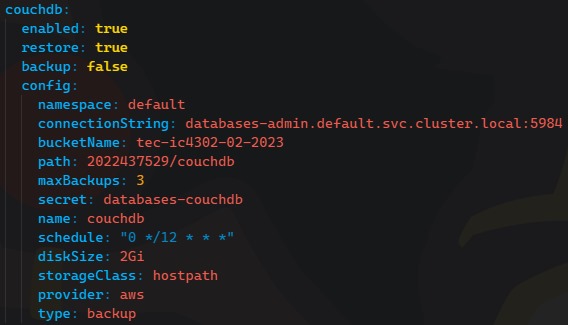 couchdb:
  enabled: true
  restore: true
  backup: false
  config:
    namespace: default
    connectionString: databases-admin.default.svc.cluster.local:5984
    bucketName: tec-ic4302-02-2023
    path: 2022437529/couchdb
    maxBackups: 3
    secret: databases-couchdb
    name: couchdb
    schedule: "0 */12 * * *"
    diskSize: 2Gi
    storageClass: hostpath
    provider: aws
    type: backup